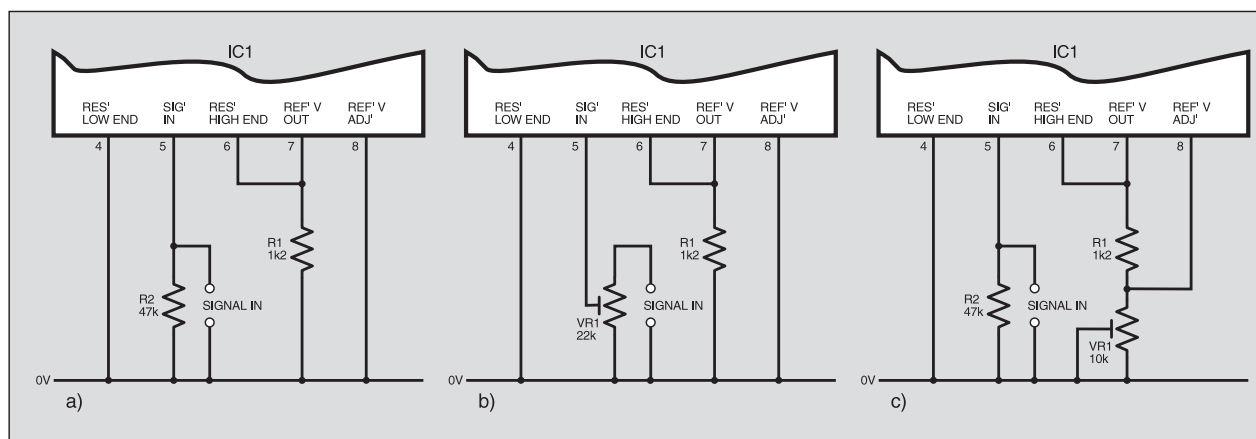 IC1
RES' LOW END
SIG' IN
RES' HIGH END
REF' V OUT
REF' V ADJ'
4
5
6
7
8
R1
1k2
R2
47k
SIGNAL IN
0V
a)
IC1
RES' LOW END
SIG' IN
RES' HIGH END
REF' V OUT
REF' V ADJ'
4
5
6
7
8
R1
1k2
SIGNAL IN
VR1
22k
0V
b)
IC1
RES' LOW END
SIG' IN
RES' HIGH END
REF' V OUT
REF' V ADJ'
4
5
6
7
8
R1
1k2
R2
47k
SIGNAL IN
VR1
10k
0V
c)